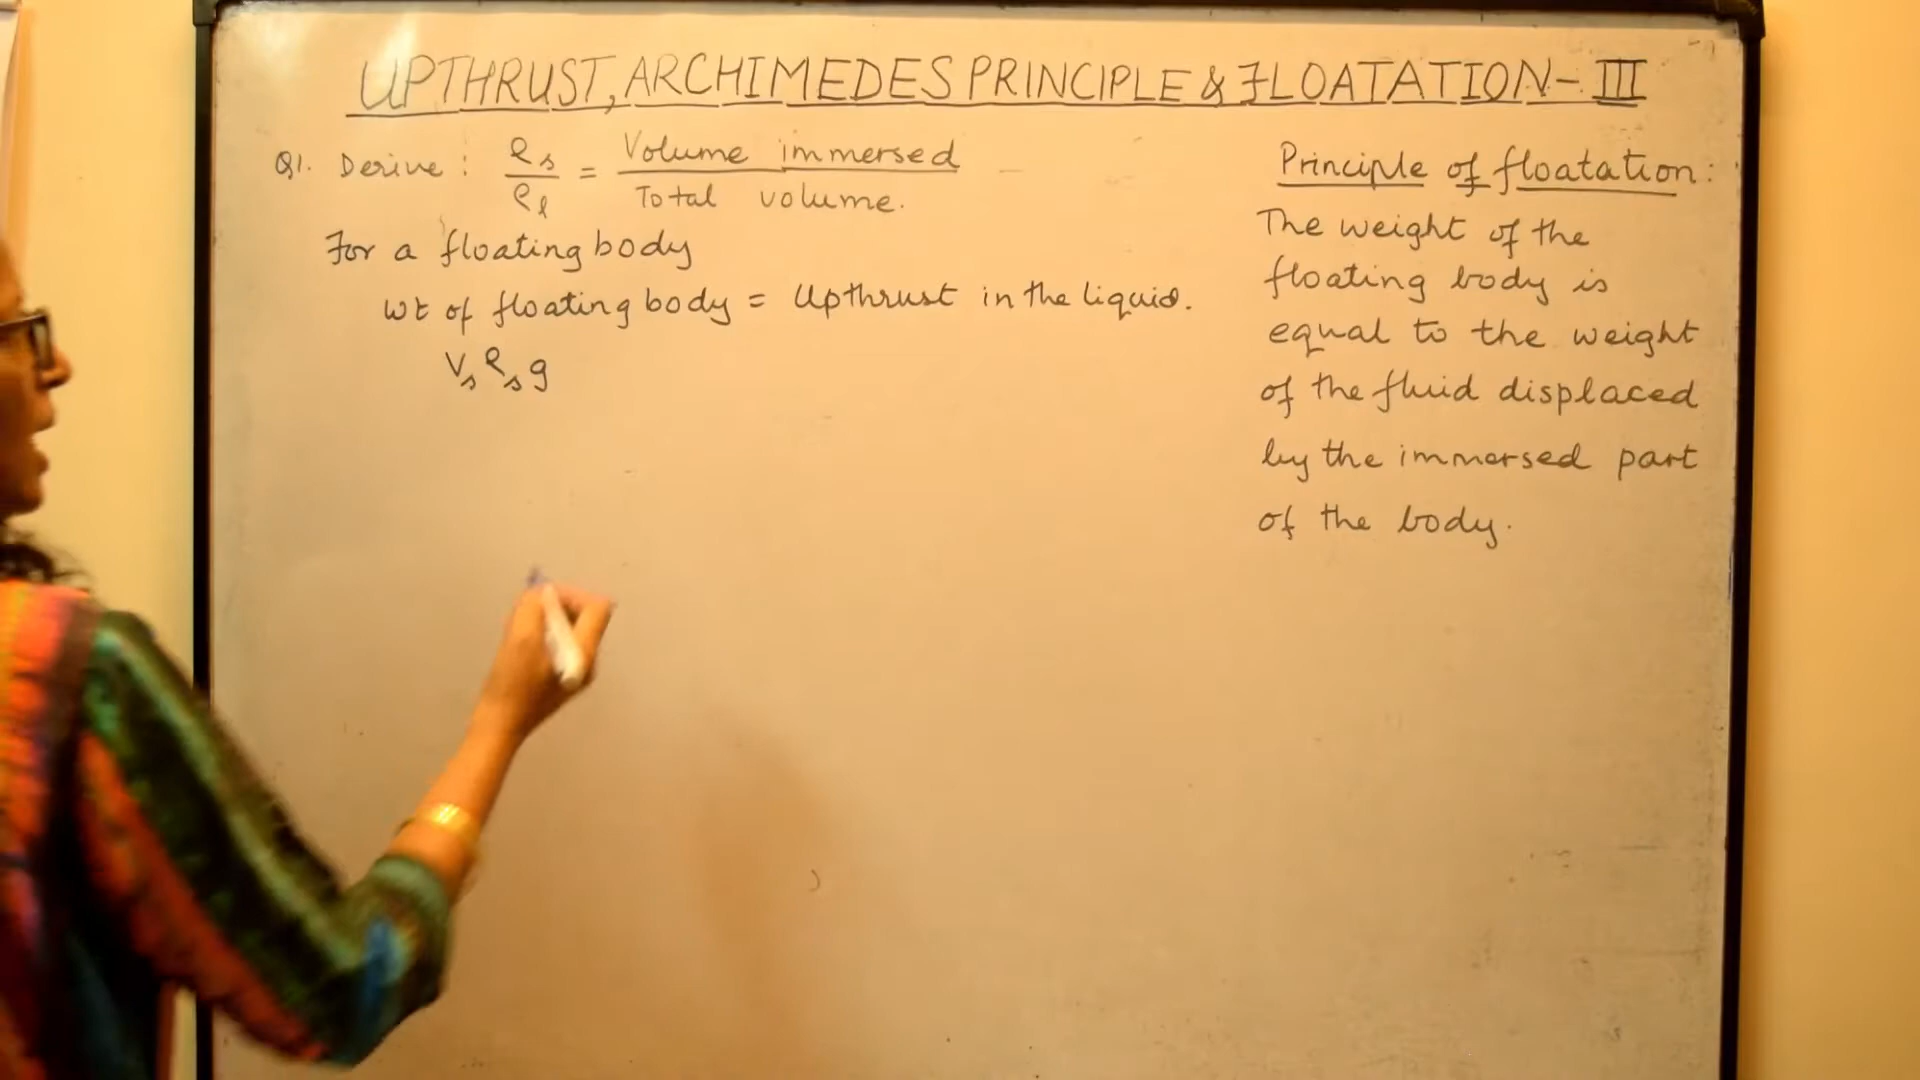 UPTHRUST, ARCHIMEDES PRINCIPLE & FLOATATION - III
Q1. Derive : ρs/ρl = Volume immersed / Total volume.
For a floating body
wt of floating body = Upthrust in the liquid.
Vs ρs g
Principle of floatation:
The weight of the
floating body is
equal to the weight
of the fluid displaced
by the immersed part
of the body.